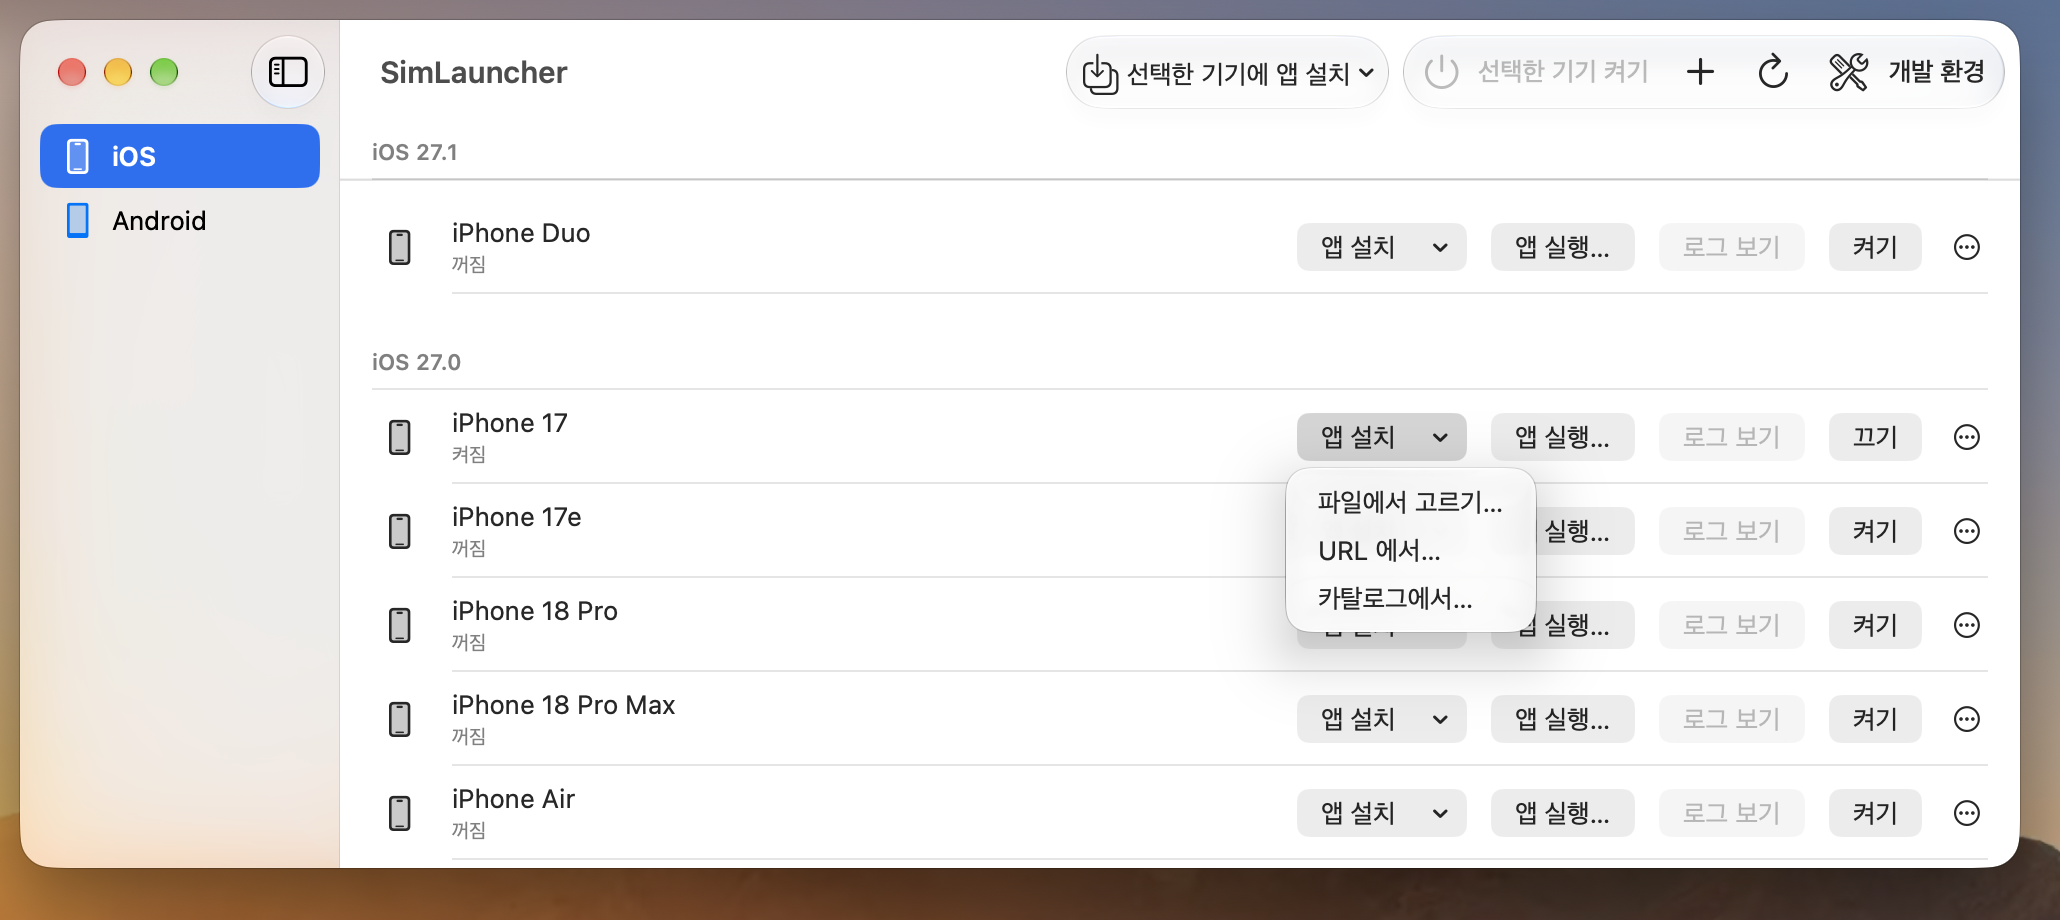 SimLauncher
선택한 기기에 앱 설치
선택한 기기 켜기
개발 환경
iOS
Android
iOS 27.1
iPhone Duo
꺼짐
앱 설치
앱 실행...
로그 보기
켜기
iOS 27.0
iPhone 17
켜짐
앱 설치
앱 실행...
로그 보기
끄기
파일에서 고르기...
URL 에서...
카탈로그에서...
iPhone 17e
꺼짐
실행...
로그 보기
켜기
iPhone 18 Pro
꺼짐
실행...
로그 보기
켜기
iPhone 18 Pro Max
꺼짐
앱 설치
앱 실행...
로그 보기
켜기
iPhone Air
꺼짐
앱 설치
앱 실행...
로그 보기
켜기